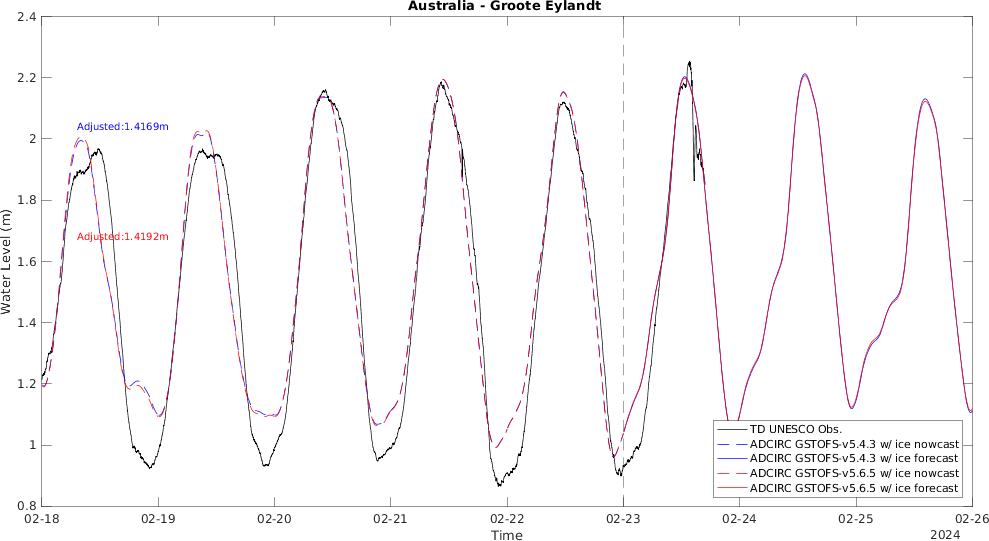 Australia - Groote Eylandt
2.4
2.2
2
1.8
1.6
1.4
1.2
1
0.8
Water Level (m)
Adjusted:1.4169m
Adjusted:1.4192m
TD UNESCO Obs.
ADCIRC GSTOFS-v5.4.3 w/ ice nowcast
ADCIRC GSTOFS-v5.4.3 w/ ice forecast
ADCIRC GSTOFS-v5.6.5 w/ ice nowcast
ADCIRC GSTOFS-v5.6.5 w/ ice forecast
02-18 02-19 02-20 02-21 02-22 02-23 02-24 02-25 02-26
Time
2024